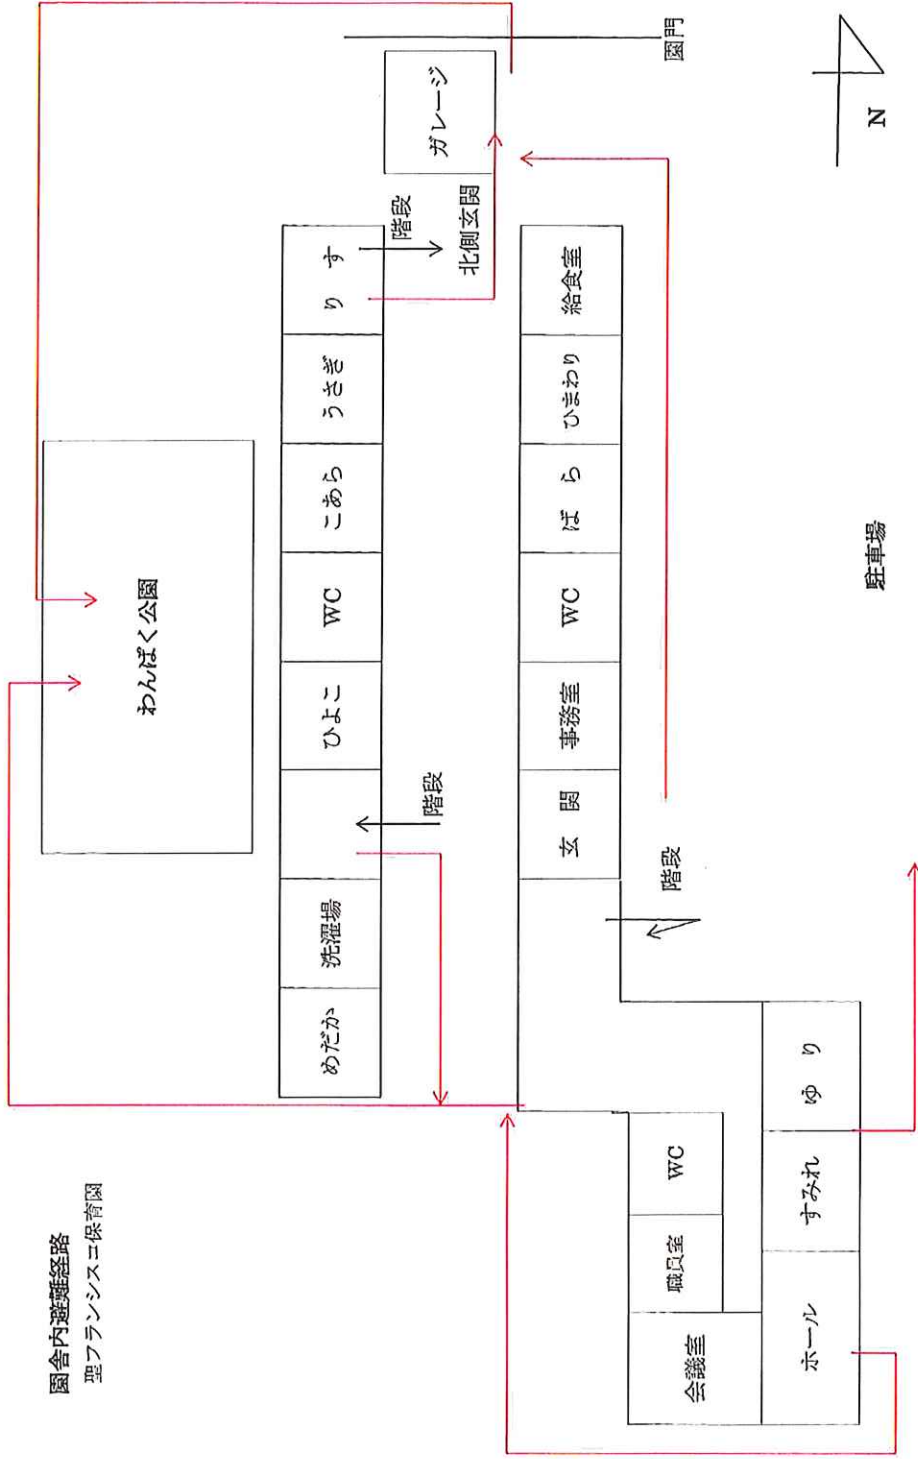 園舎内避難経路
聖フランシスコ保育園
わんぱく公園
めだか
洗濯場
ひよこ
WC
こあら
うさぎ
りす
階段
階段
北側玄関
ガレージ
園門
玄関
事務室
WC
ばら
ひまわり
給食室
階段
会議室
職員室
WC
ホール
すみれ
ゆり
駐車場
N